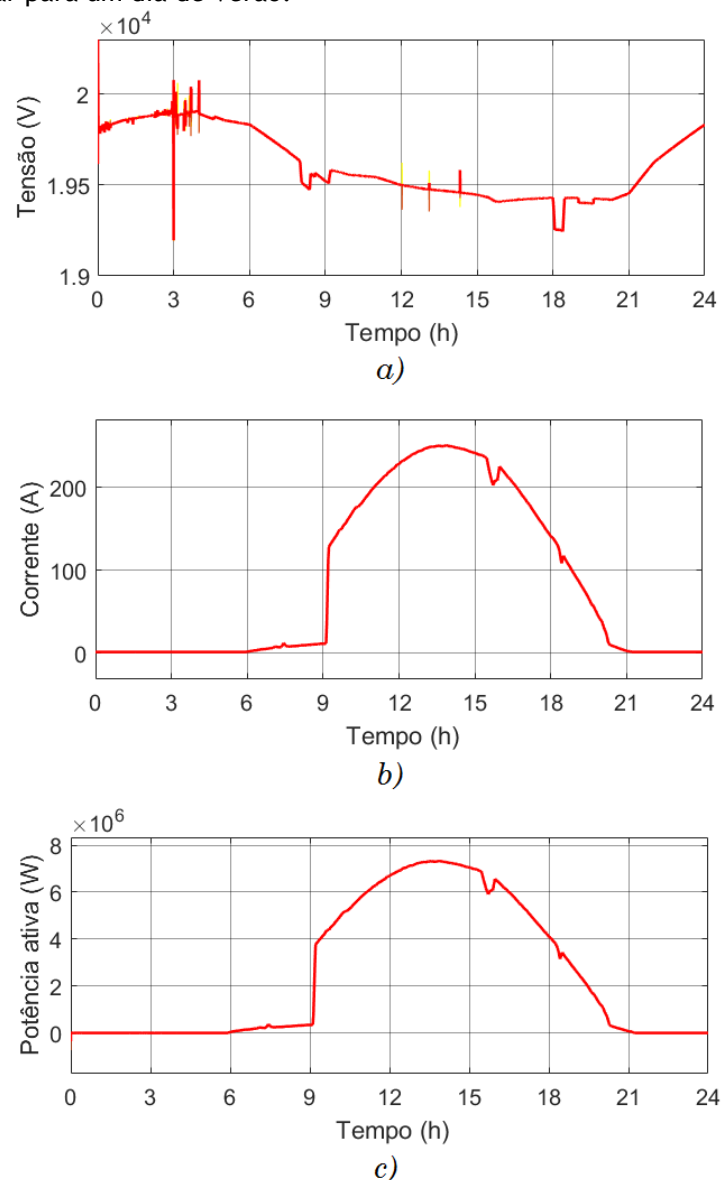 para um dia de verão.
×10⁴
2
1.95
1.9
Tensão (V)
0 3 6 9 12 15 18 21 24
Tempo (h)
a)
200
100
0
Corrente (A)
0 3 6 9 12 15 18 21 24
Tempo (h)
b)
×10⁶
8
6
4
2
0
Potência ativa (W)
0 3 6 9 12 15 18 21 24
Tempo (h)
c)